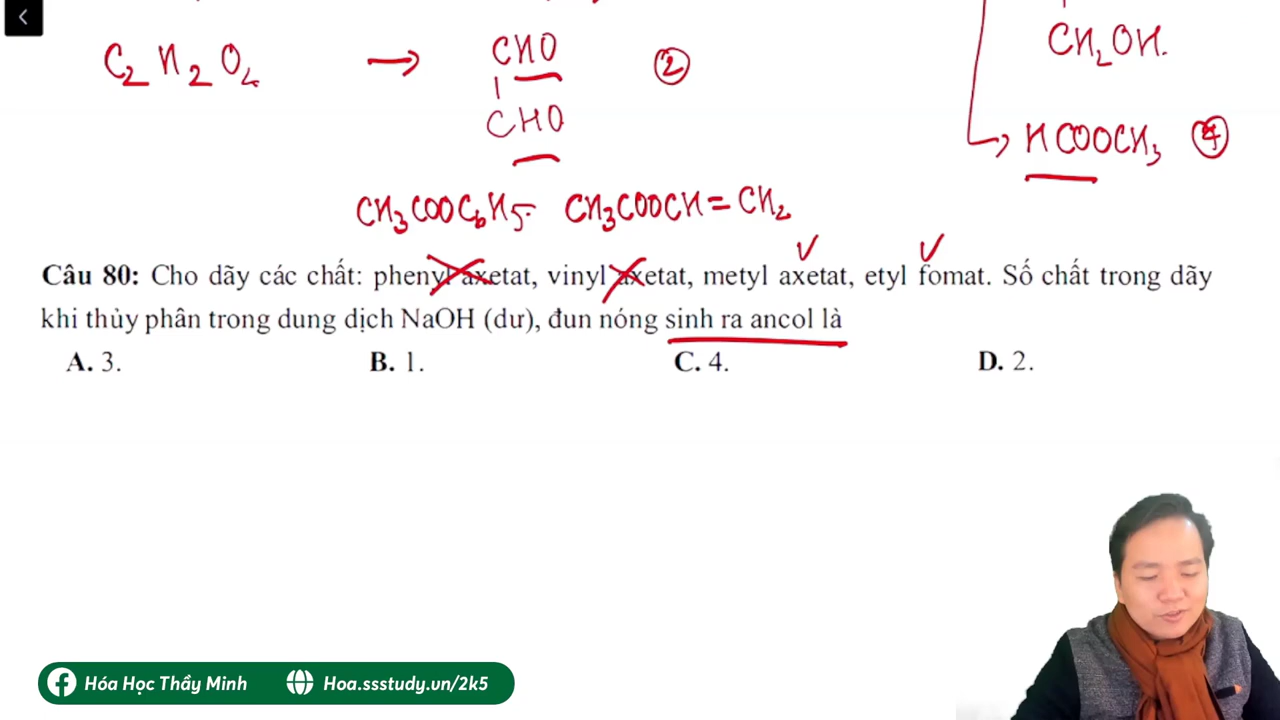 CH₂OH.
C₂H₂O₄ → CHO ②
CHO
HCOOCH₃ ④
CH₃COOC₆H₅ CH₃COOCH=CH₂
Câu 80: Cho dãy các chất: phenyl axetat, vinyl axetat, metyl axetat, etyl fomat. Số chất trong dãy
khi thủy phân trong dung dịch NaOH (dư), đun nóng sinh ra ancol là
A. 3. B. 1. C. 4. D. 2.
Hóa Học Thầy Minh
Hoa.ssstudy.vn/2k5